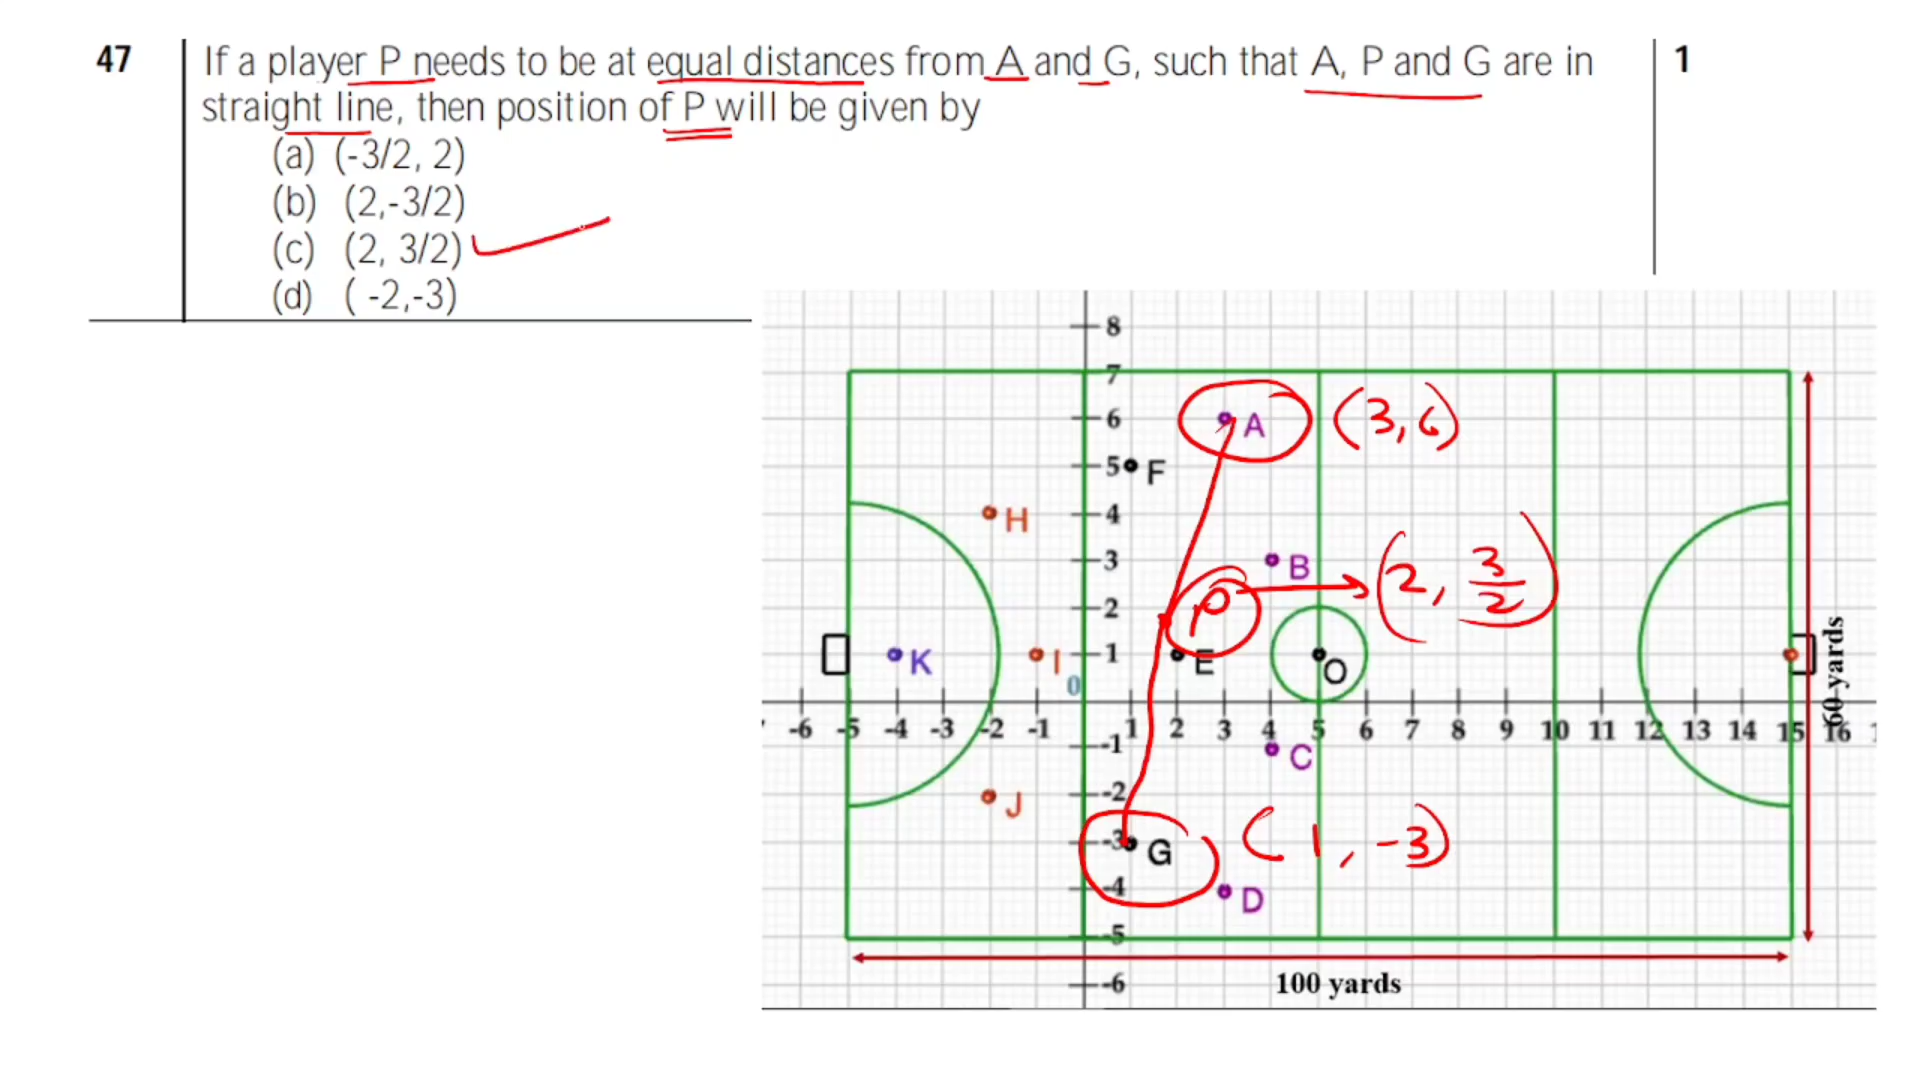 47 If a player P needs to be at equal distances from A and G, such that A, P and G are in 1
straight line, then position of P will be given by
(a) (-3/2, 2)
(b) (2,-3/2)
(c) (2, 3/2)
(d) ( -2,-3)
8
7
6 A (3,6)
5 F
4 H
3 B
P (2, 3/2)
2
K I 1 E O
0
60 yards
-6 -5 -4 -3 -2 -1 1 2 3 4 5 6 7 8 9 10 11 12 13 14 15 16
-1 C
-2 J
-3 G (1, -3)
-4 D
-5
-6 100 yards